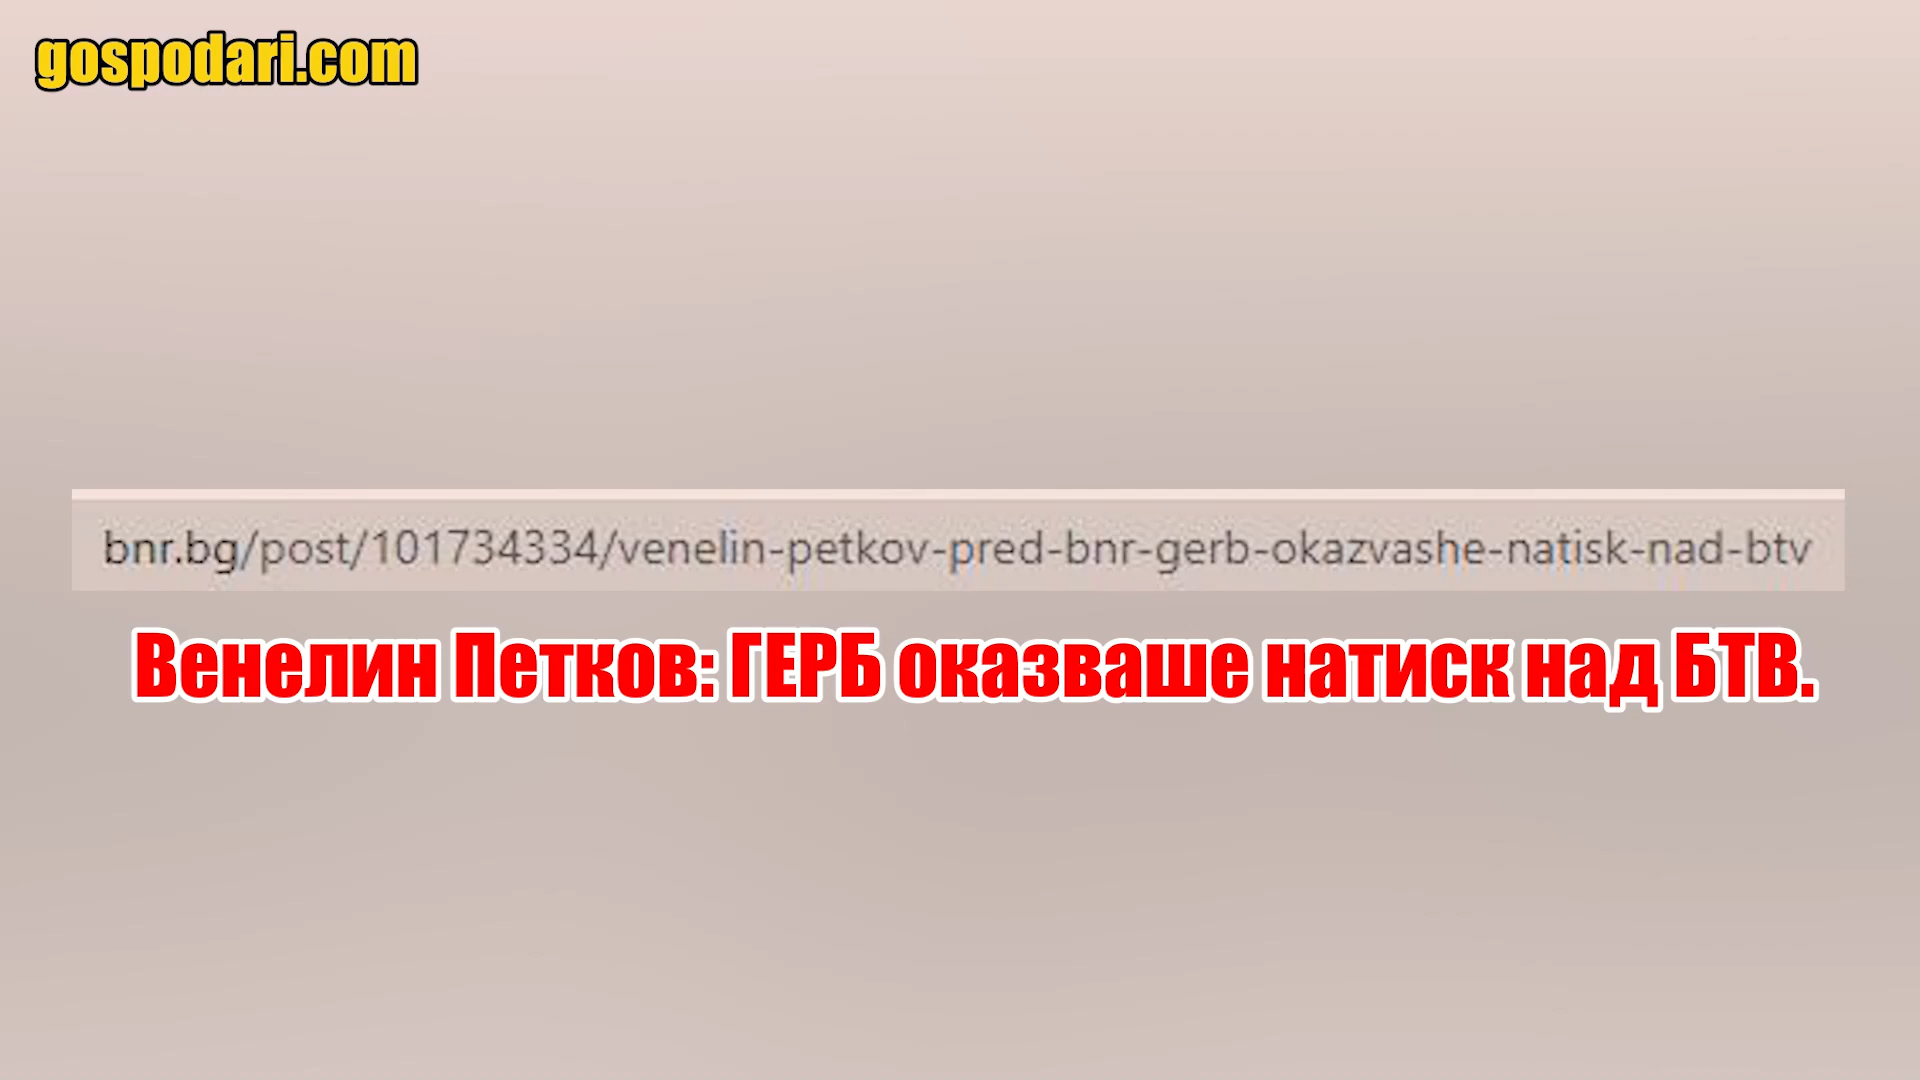 gospodari.com
bnr.bg/post/101734334/venelin-petkov-pred-bnr-gerb-okazvashe-natisk-nad-btv
Венелин Петков: ГЕРБ оказваше натиск над БТВ.